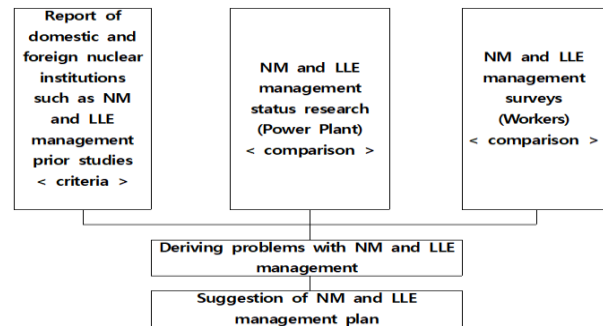 Report of
domestic and
foreign nuclear
institutions
such as NM
and LLE
management
prior studies
< criteria >
NM and LLE
management
status research
(Power Plant)
< comparison >
NM and LLE
management
surveys
(Workers)
< comparison >
Deriving problems with NM and LLE
management
Suggestion of NM and LLE
management plan